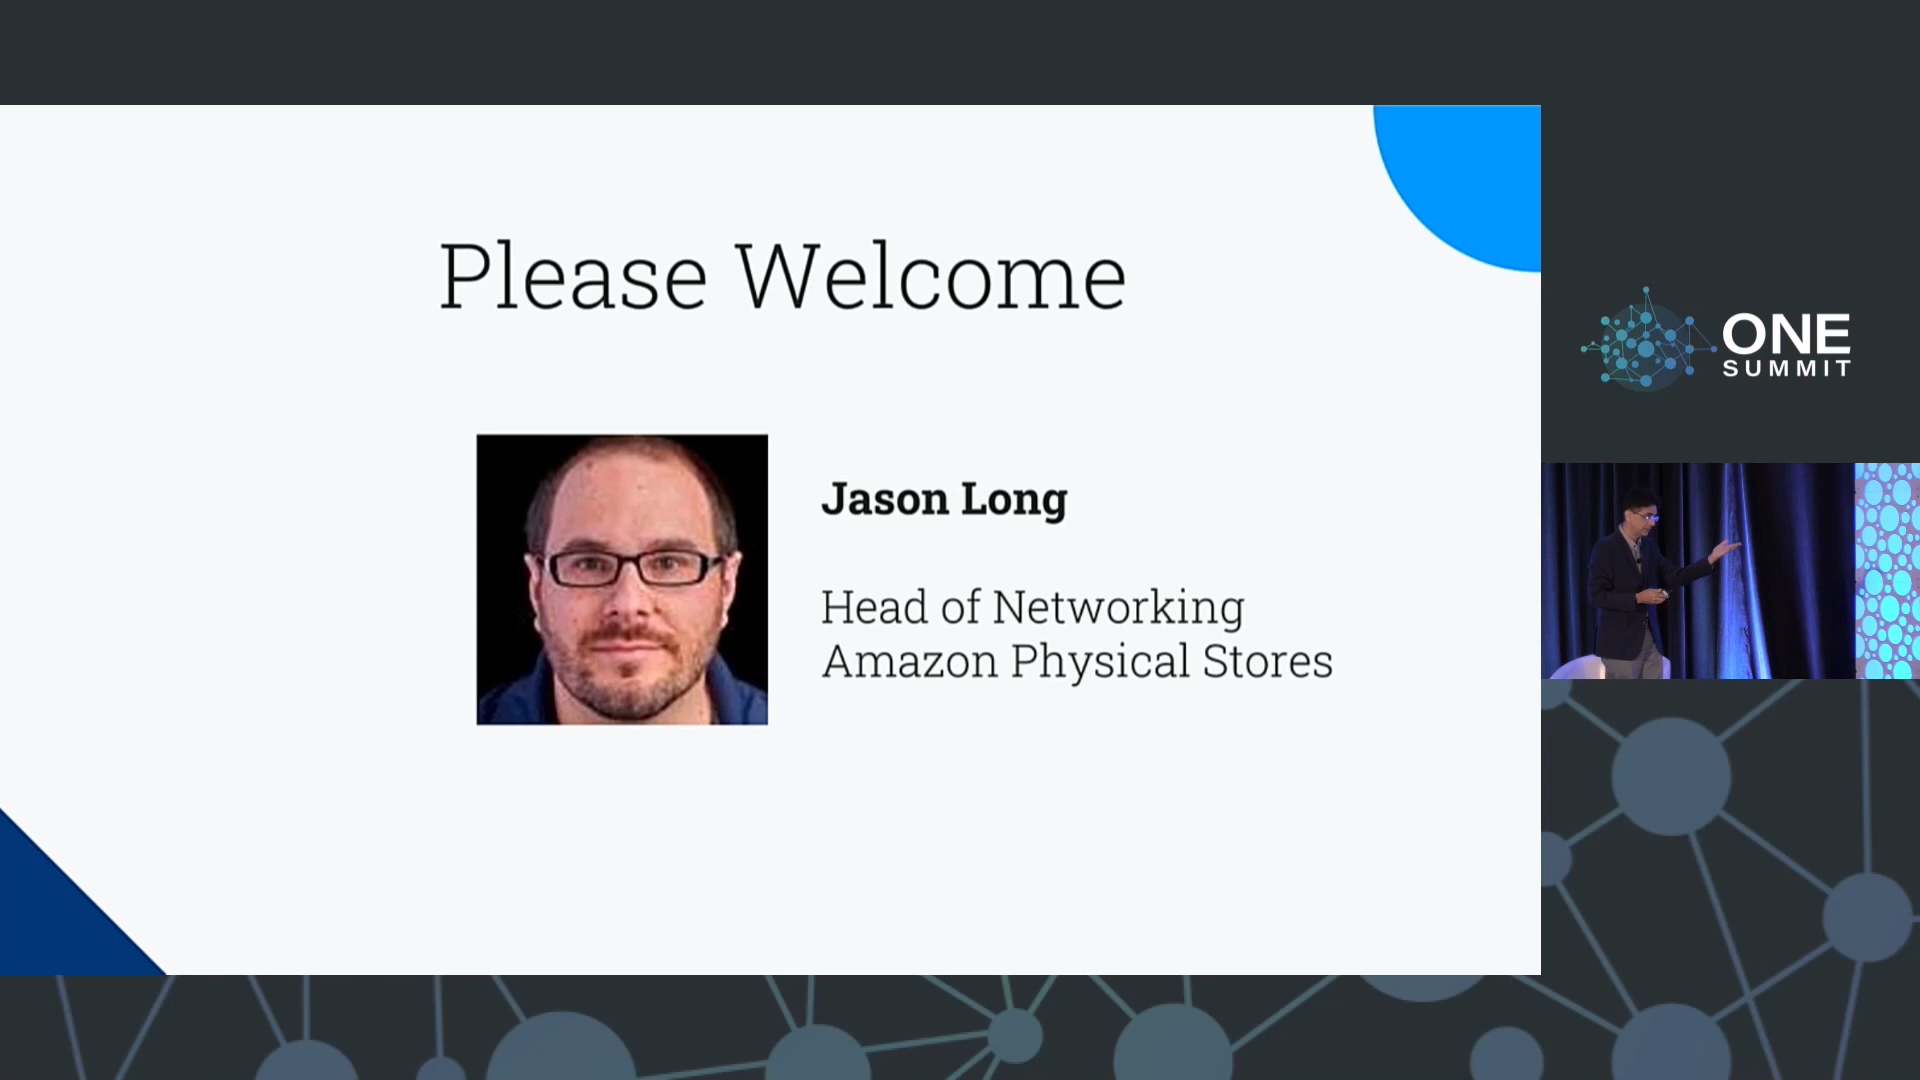 Please Welcome
Jason Long
Head of Networking
Amazon Physical Stores
ONE
SUMMIT